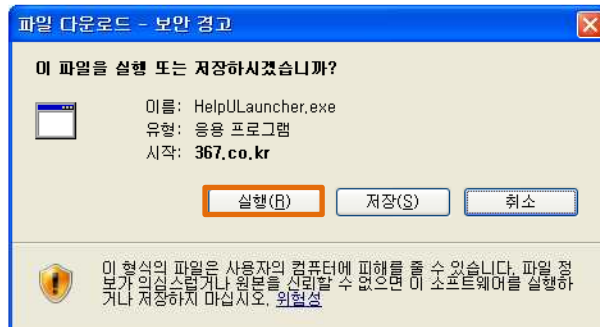 파일 다운로드 - 보안 경고
이 파일을 실행 또는 저장하시겠습니까?
이름: HelpULauncher.exe
유형: 응용 프로그램
시작: 367.co.kr
실행(R) 저장(S) 취소
이 형식의 파일은 사용자의 컴퓨터에 피해를 줄 수 있습니다. 파일 정
보가 의심스럽거나 원본을 신뢰할 수 없으면 이 소프트웨어를 실행하
거나 저장하지 마십시오. 위험성